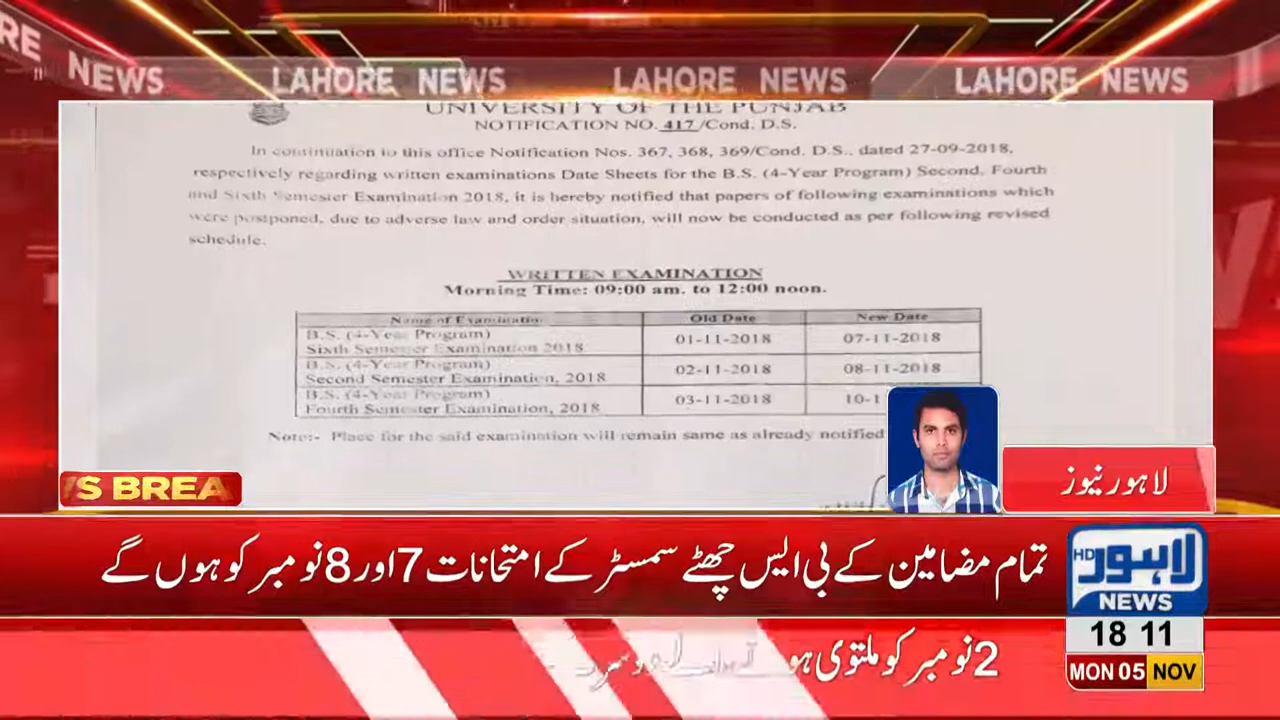 RE
NEWS
LAHORE NEWS
LAHORE NEWS
LAHORE NEWS
UNIVERSITY OF THE PUNJAB
NOTIFICATION NO. 417/Cond. D.S.
In continuation to this office Notification Nos. 367, 368, 369/Cond. D.S., dated 27-09-2018,
respectively regarding written examinations Date Sheets for the B.S. (4-Year Program) Second, Fourth
and Sixth Semester Examination 2018, it is hereby notified that papers of following examinations which
were postponed, due to adverse law and order situation, will now be conducted as per following revised
schedule.
WRITTEN EXAMINATION
Morning Time: 09:00 am. to 12:00 noon.
Name of Examination Old Date New Date
B.S. (4-Year Program)
Sixth Semester Examination 2018 01-11-2018 07-11-2018
B.S. (4-Year Program)
Second Semester Examination, 2018 02-11-2018 08-11-2018
B.S. (4-Year Program)
Fourth Semester Examination, 2018 03-11-2018 10-1
Note:- Place for the said examination will remain same as already notified
S BREA
لاہور نیوز
تمام مضامین کے بی ایس چھٹے سمسٹر کے امتحانات 7 اور 8 نومبر کو ہوں گے
HD لاہور
NEWS
18 11
MON 05 NOV
2 نومبر کو ملتوی